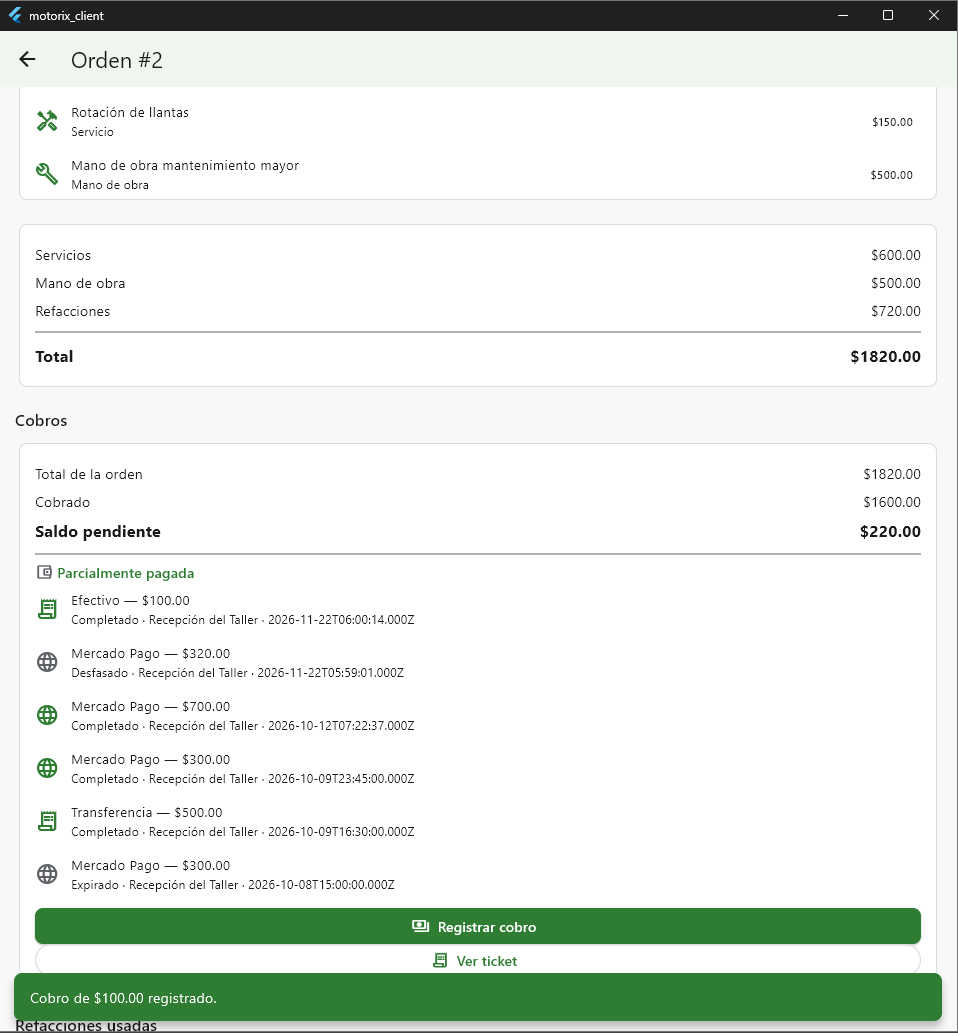 motorix_client
Orden #2
Rotación de llantas
Servicio
$150.00
Mano de obra mantenimiento mayor
Mano de obra
$500.00
Servicios $600.00
Mano de obra $500.00
Refacciones $720.00
Total $1820.00
Cobros
Total de la orden $1820.00
Cobrado $1600.00
Saldo pendiente $220.00
Parcialmente pagada
Efectivo — $100.00
Completado · Recepción del Taller · 2026-11-22T06:00:14.000Z
Mercado Pago — $320.00
Desfasado · Recepción del Taller · 2026-11-22T05:59:01.000Z
Mercado Pago — $700.00
Completado · Recepción del Taller · 2026-10-12T07:22:37.000Z
Mercado Pago — $300.00
Completado · Recepción del Taller · 2026-10-09T23:45:00.000Z
Transferencia — $500.00
Completado · Recepción del Taller · 2026-10-09T16:30:00.000Z
Mercado Pago — $300.00
Expirado · Recepción del Taller · 2026-10-08T15:00:00.000Z
Registrar cobro
Ver ticket
Cobro de $100.00 registrado.
Refacciones usadas